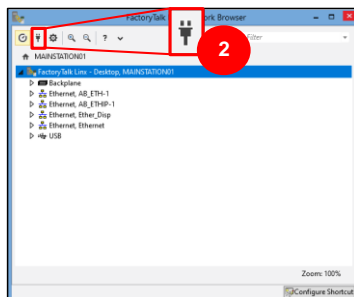 FactoryTalk
ork Browser
2
? 
Filter
MAINSTATION01
FactoryTalk Linx - Desktop, MAINSTATION01
Backplane
Ethernet, AB_ETH-1
Ethernet, AB_ETHIP-1
Ethernet, Ether_Disp
Ethernet, Ethernet
USB
Zoom: 100%
Configure Shortcut